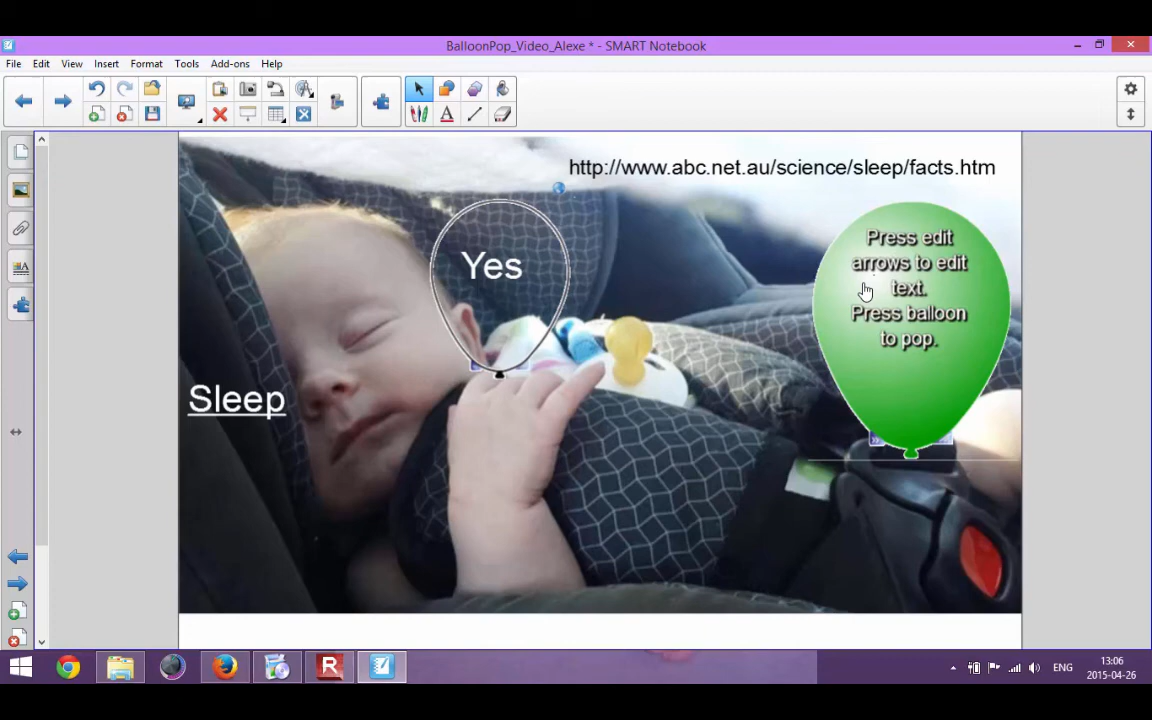 BalloonPop_Video_Alexe * - SMART Notebook
File Edit View Insert Format Tools Add-ons Help
http://www.abc.net.au/science/sleep/facts.htm
Yes
Press edit
arrows to edit
text.
Press balloon
to pop.
Sleep
ENG
13:06
2015-04-26